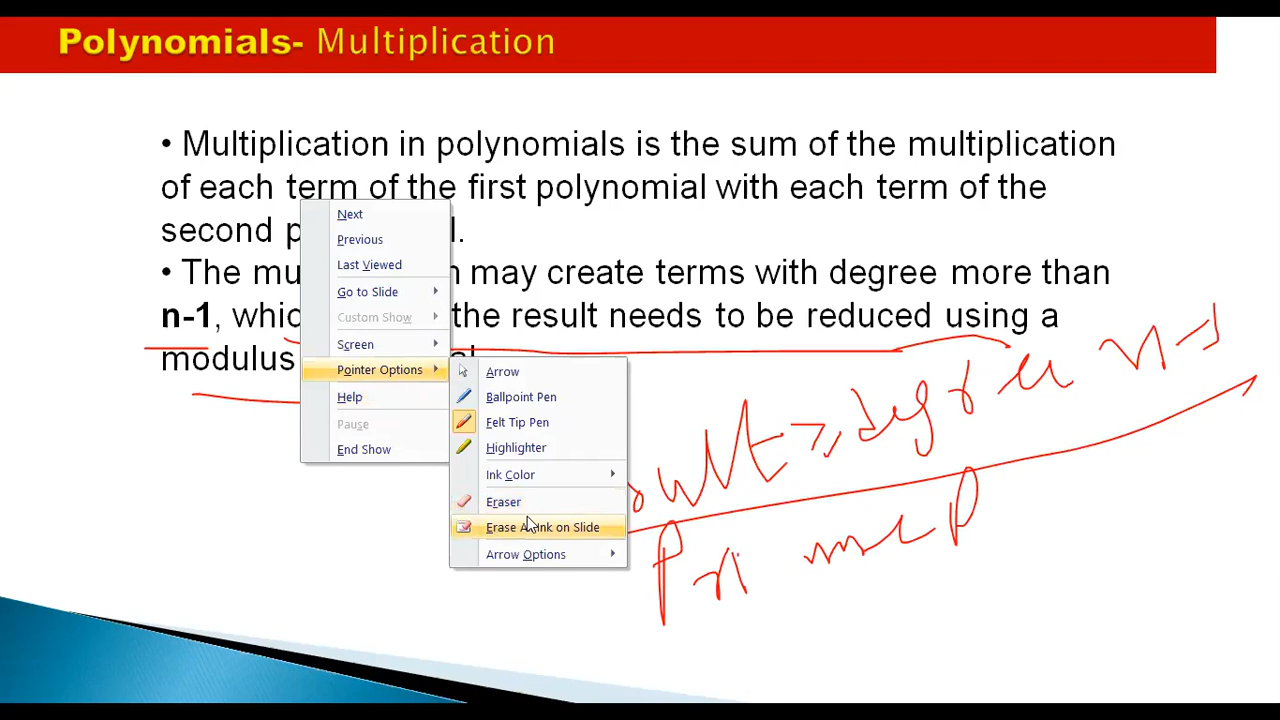 Polynomials- Multiplication
• Multiplication in polynomials is the sum of the multiplication
of each term of the first polynomial with each term of the
second p l.
• The mu n may create terms with degree more than
n-1, whic the result needs to be reduced using a
modulus al
Next
Previous
Last Viewed
Go to Slide
Custom Show
Screen
Pointer Options
Help
Pause
End Show
Arrow
Ballpoint Pen
Felt Tip Pen
Highlighter
Ink Color
Eraser
Erase All Ink on Slide
Arrow Options
≥ degree n-1